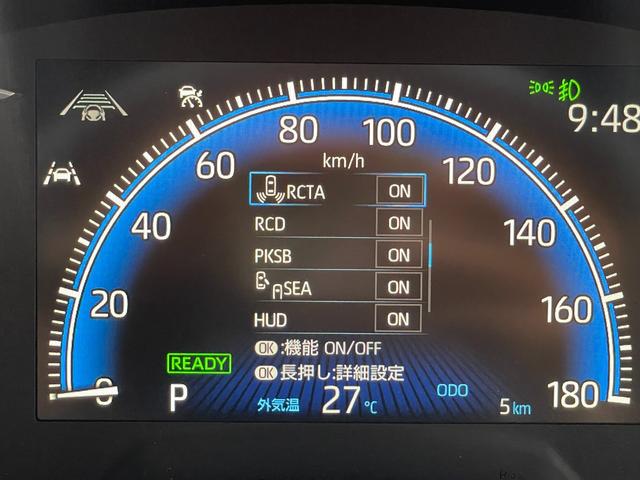 9:48
80 100
60 km/h 120
RCTA ON
40 RCD ON 140
PKSB ON
SEA ON
20 HUD ON 160
OK :機能 ON/OFF
READY
OK 長押し:詳細設定
0 P 外気温 27 ℃ ODO 5 km 180